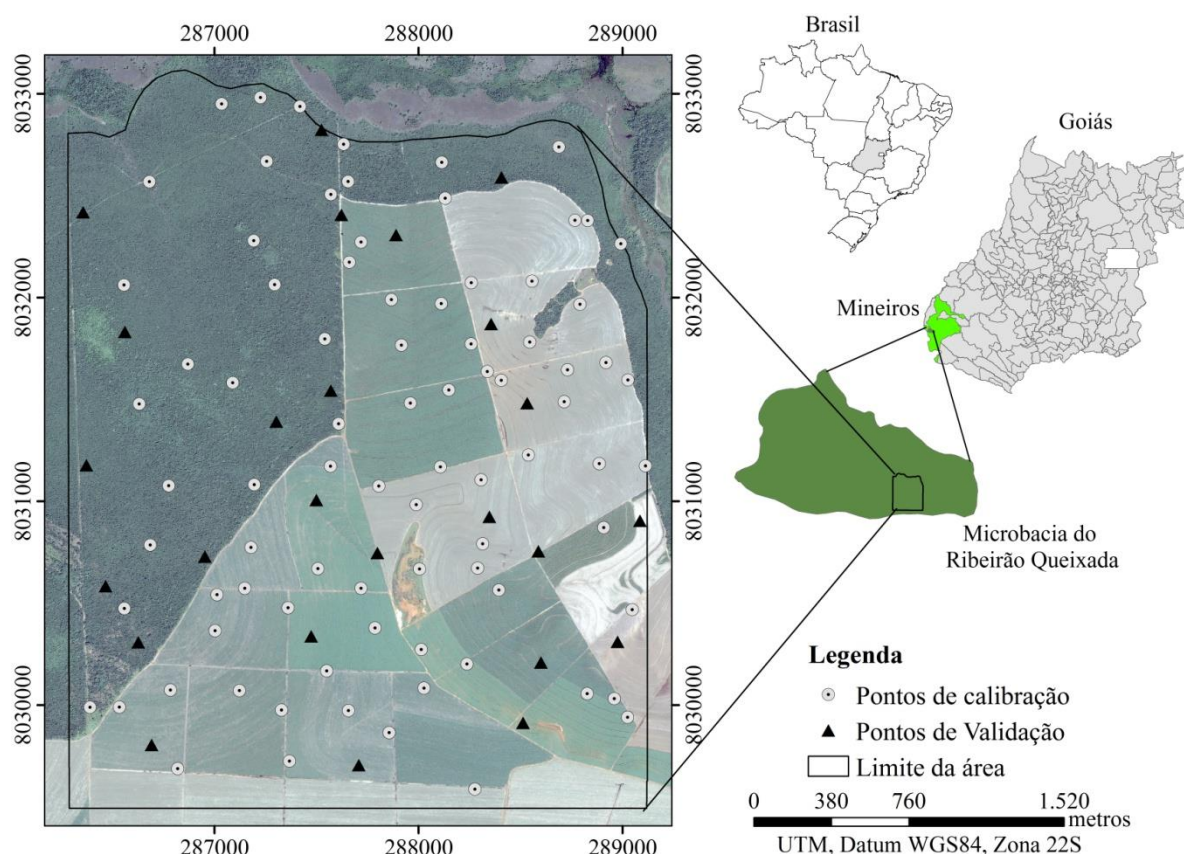 287000
288000
289000
8033000
8032000
8031000
8030000
8033000
8032000
8031000
8030000
287000
288000
289000
Brasil
Goiás
Mineiros
Microbacia do
Ribeirão Queixada
Legenda
Pontos de calibração
Pontos de Validação
Limite da área
0 380 760 1.520
metros
UTM, Datum WGS84, Zona 22S